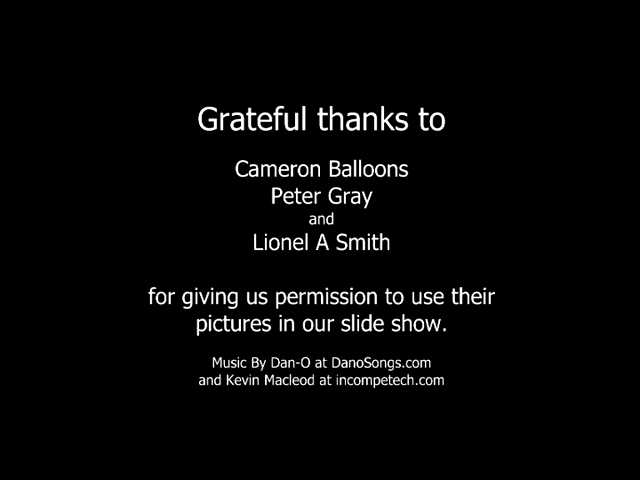 Grateful thanks to
Cameron Balloons
Peter Gray
and
Lionel A Smith
for giving us permission to use their
pictures in our slide show.
Music By Dan-O at DanoSongs.com
and Kevin Macleod at incompetech.com